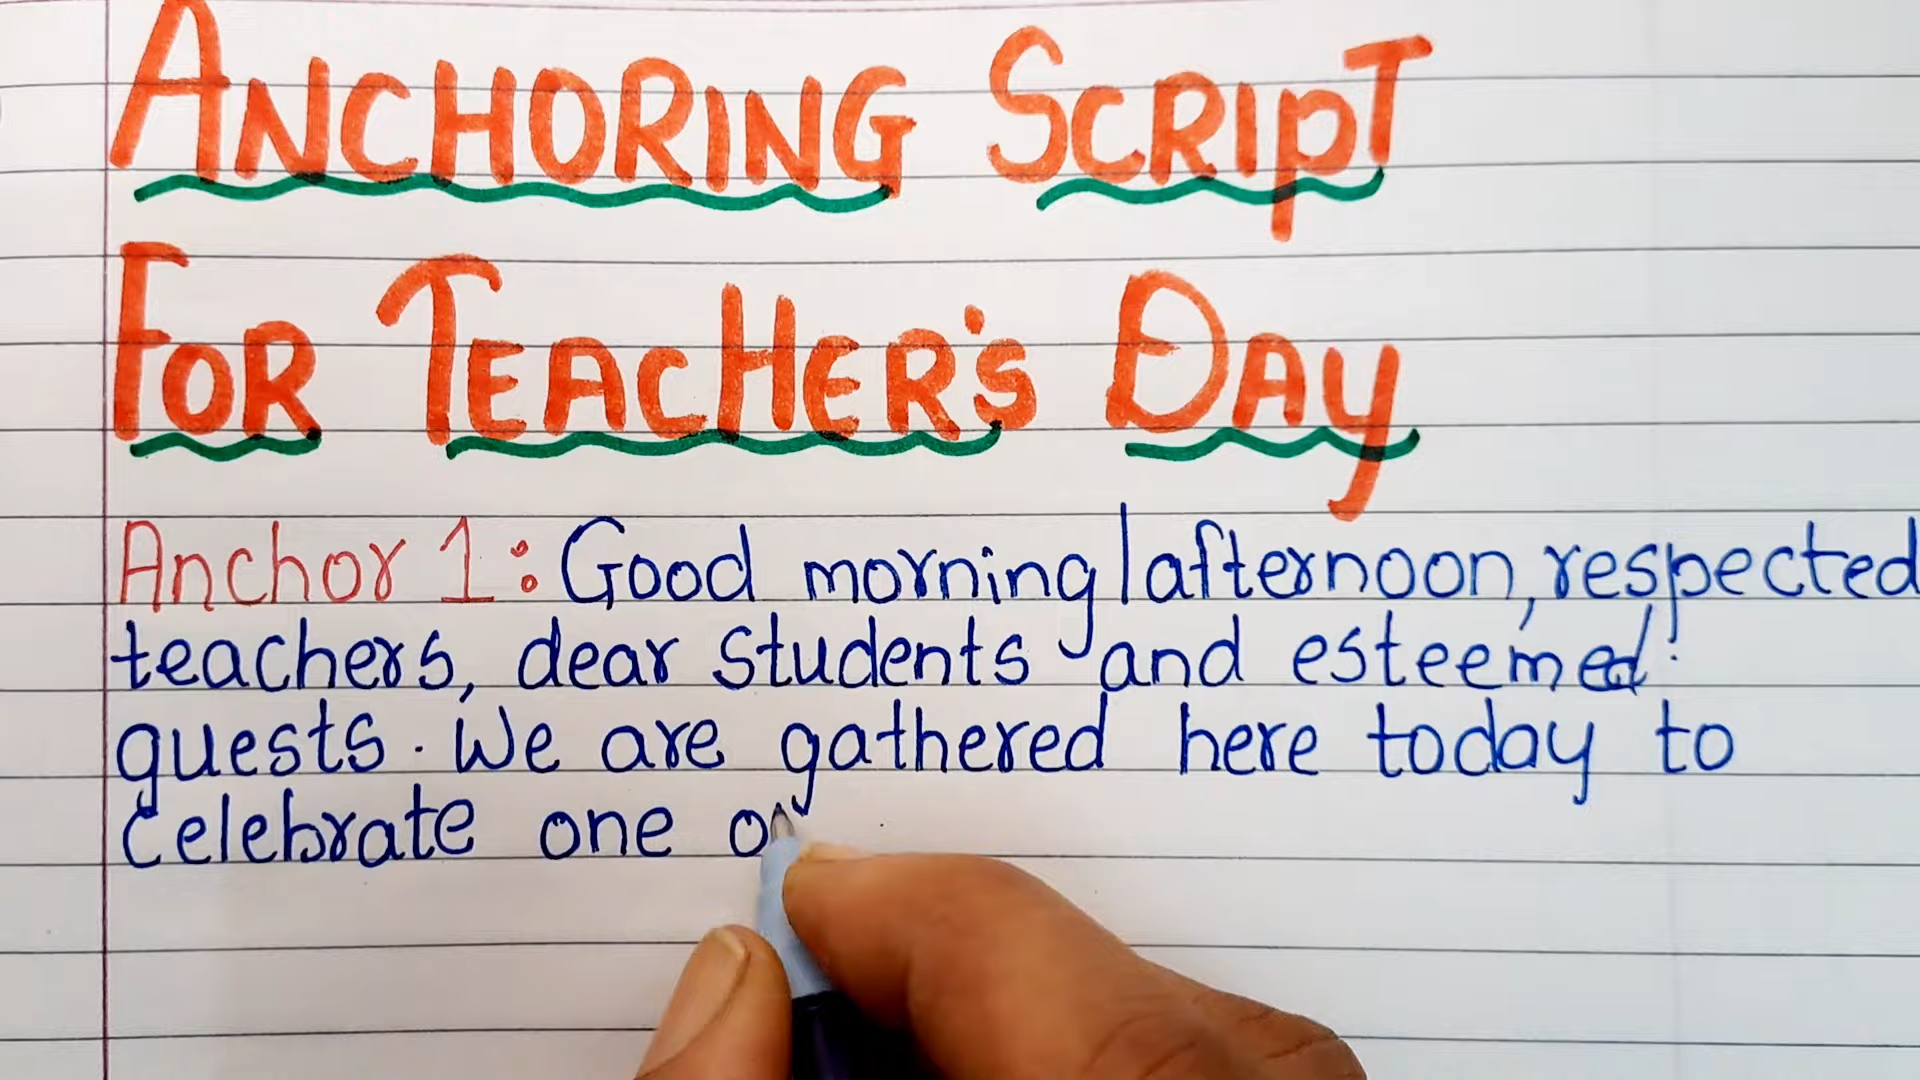 ANCHORING SCRIPT
FOR TEACHER'S DAY
Anchor 1: Good morning/afternoon, respected
teachers, dear students and esteemed
guests. We are gathered here today to
celebrate one o